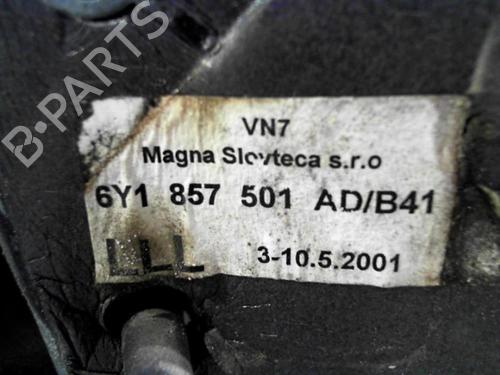 B-PARTS
VN7
Magna Slovteca s.r.o
6Y1 857 501 AD/B41
LLL 3-10.5.2001